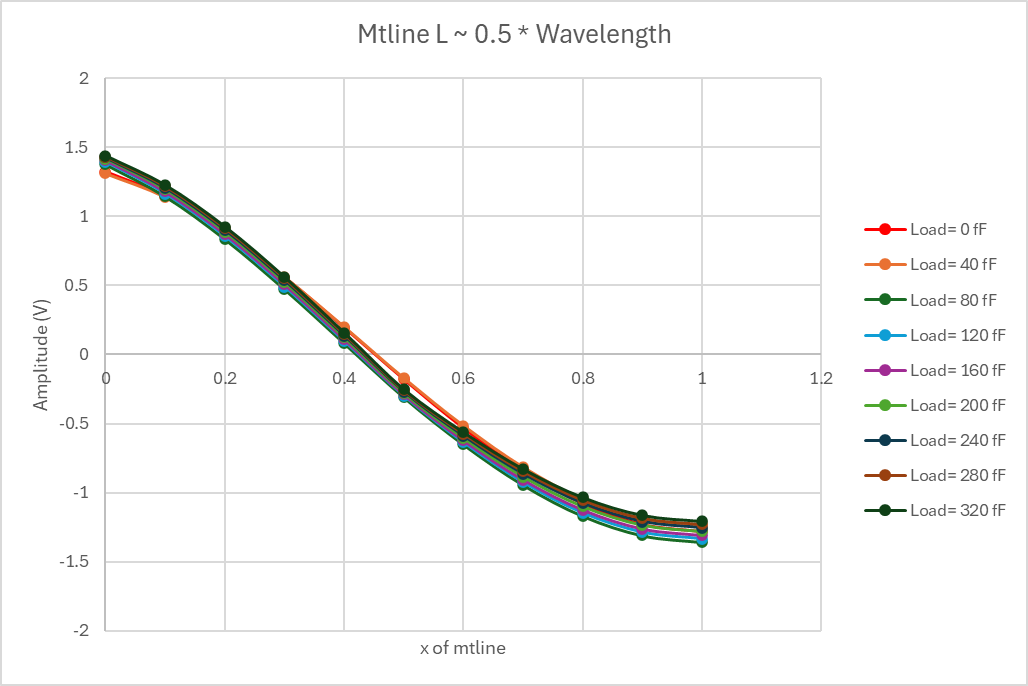 Mtline L ~ 0.5 * Wavelength
2
1.5
1
0.5
0
-0.5
-1
-1.5
-2
0
0.2
0.4
0.6
0.8
1
1.2
Amplitude (V)
x of mtline
Load= 0 fF
Load= 40 fF
Load= 80 fF
Load= 120 fF
Load= 160 fF
Load= 200 fF
Load= 240 fF
Load= 280 fF
Load= 320 fF